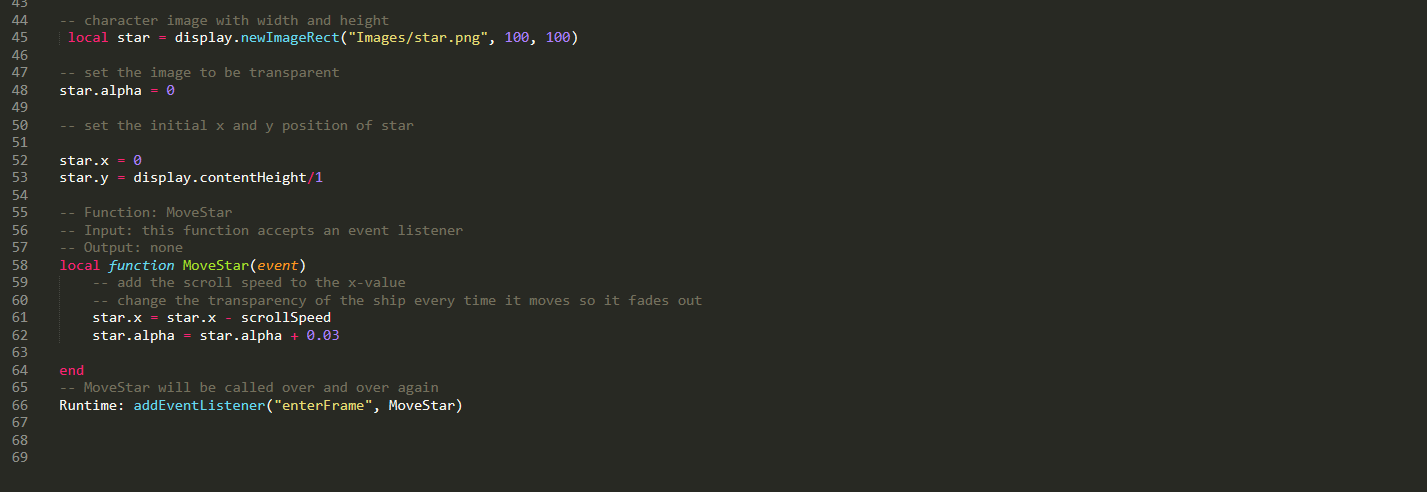 43
44 -- character image with width and height
45 local star = display.newImageRect("Images/star.png", 100, 100)
46
47 -- set the image to be transparent
48 star.alpha = 0
49
50 -- set the initial x and y position of star
51
52 star.x = 0
53 star.y = display.contentHeight/1
54
55 -- Function: MoveStar
56 -- Input: this function accepts an event listener
57 -- Output: none
58 local function MoveStar(event)
59 -- add the scroll speed to the x-value
60 -- change the transparency of the ship every time it moves so it fades out
61 star.x = star.x - scrollSpeed
62 star.alpha = star.alpha + 0.03
63
64 end
65 -- MoveStar will be called over and over again
66 Runtime: addEventListener("enterFrame", MoveStar)
67
68
69